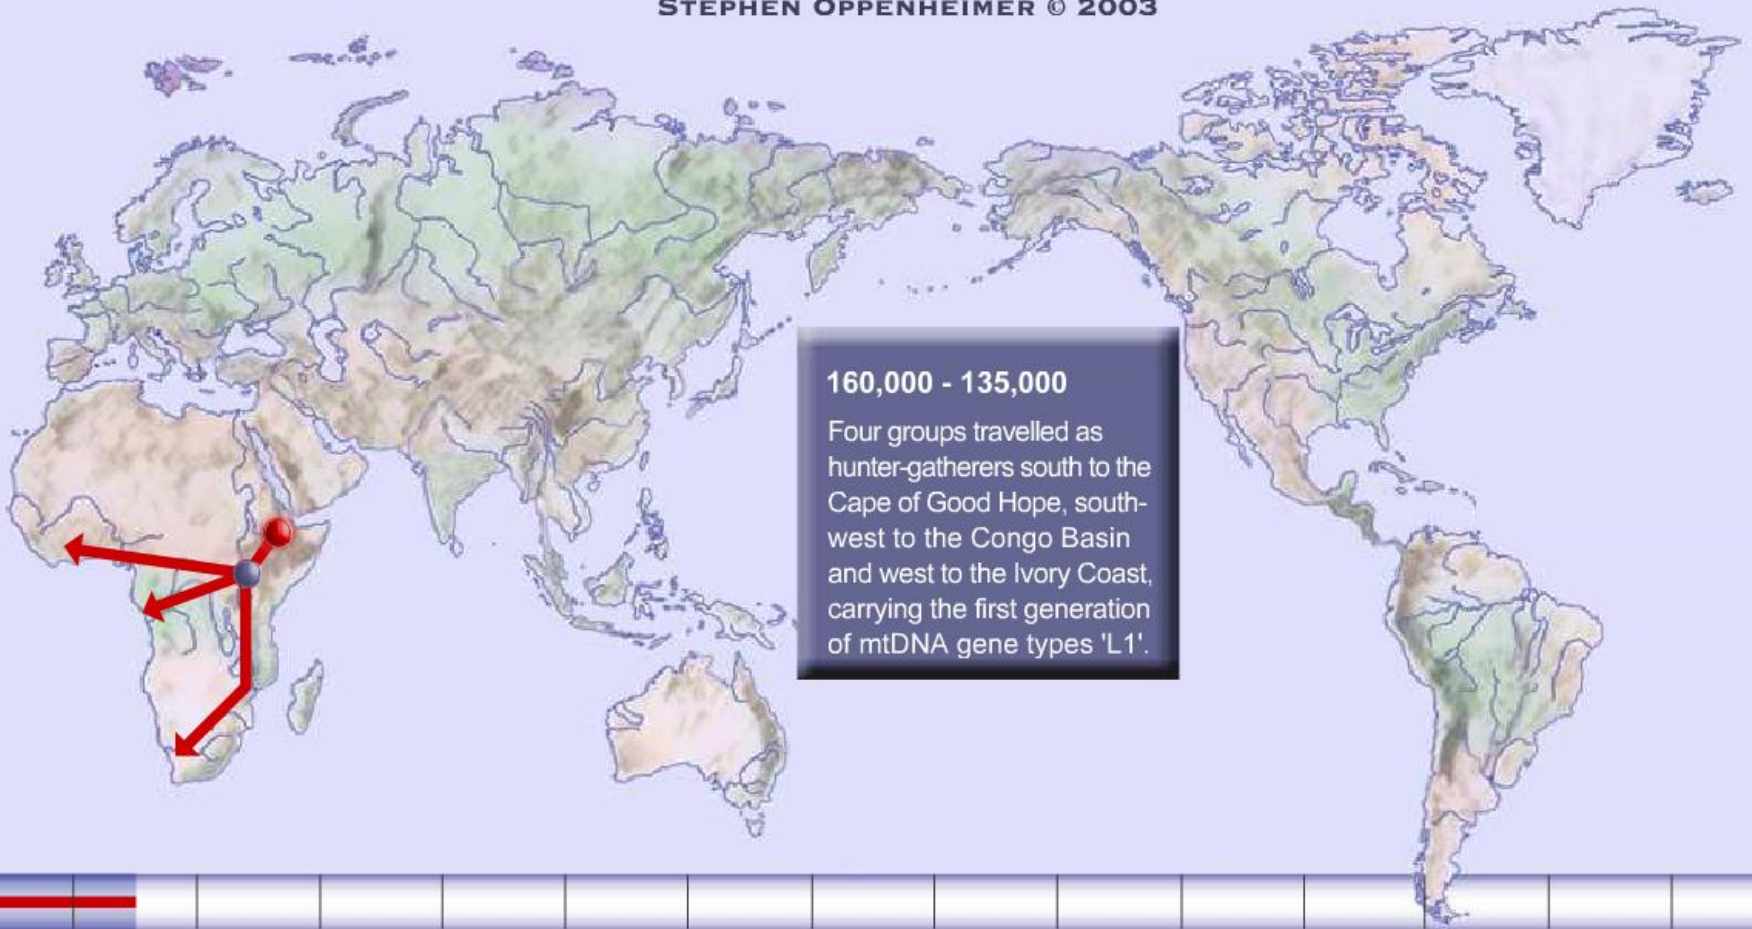 STEPHEN OPPENHEIMER © 2003
160,000 - 135,000
Four groups travelled as
hunter-gatherers south to the
Cape of Good Hope, south-
west to the Congo Basin
and west to the Ivory Coast,
carrying the first generation
of mtDNA gene types 'L1'.